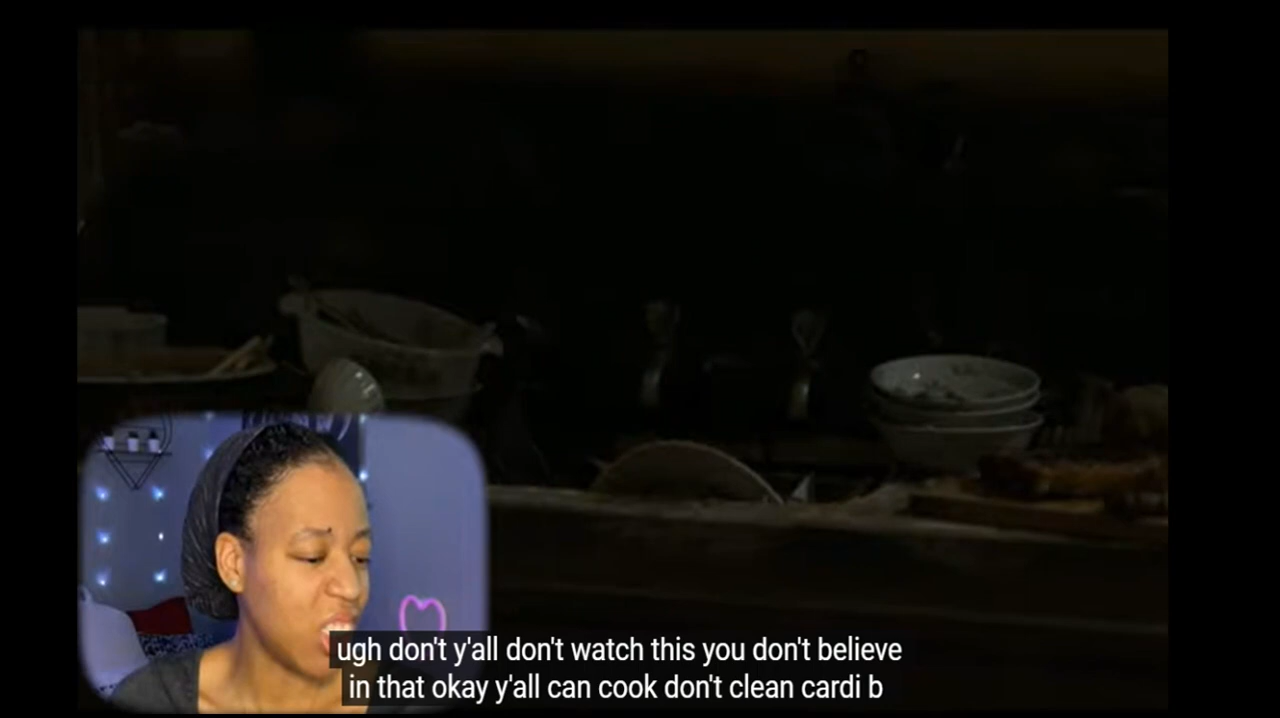 ugh don't y'all don't watch this you don't believe
in that okay y'all can cook don't clean cardi b